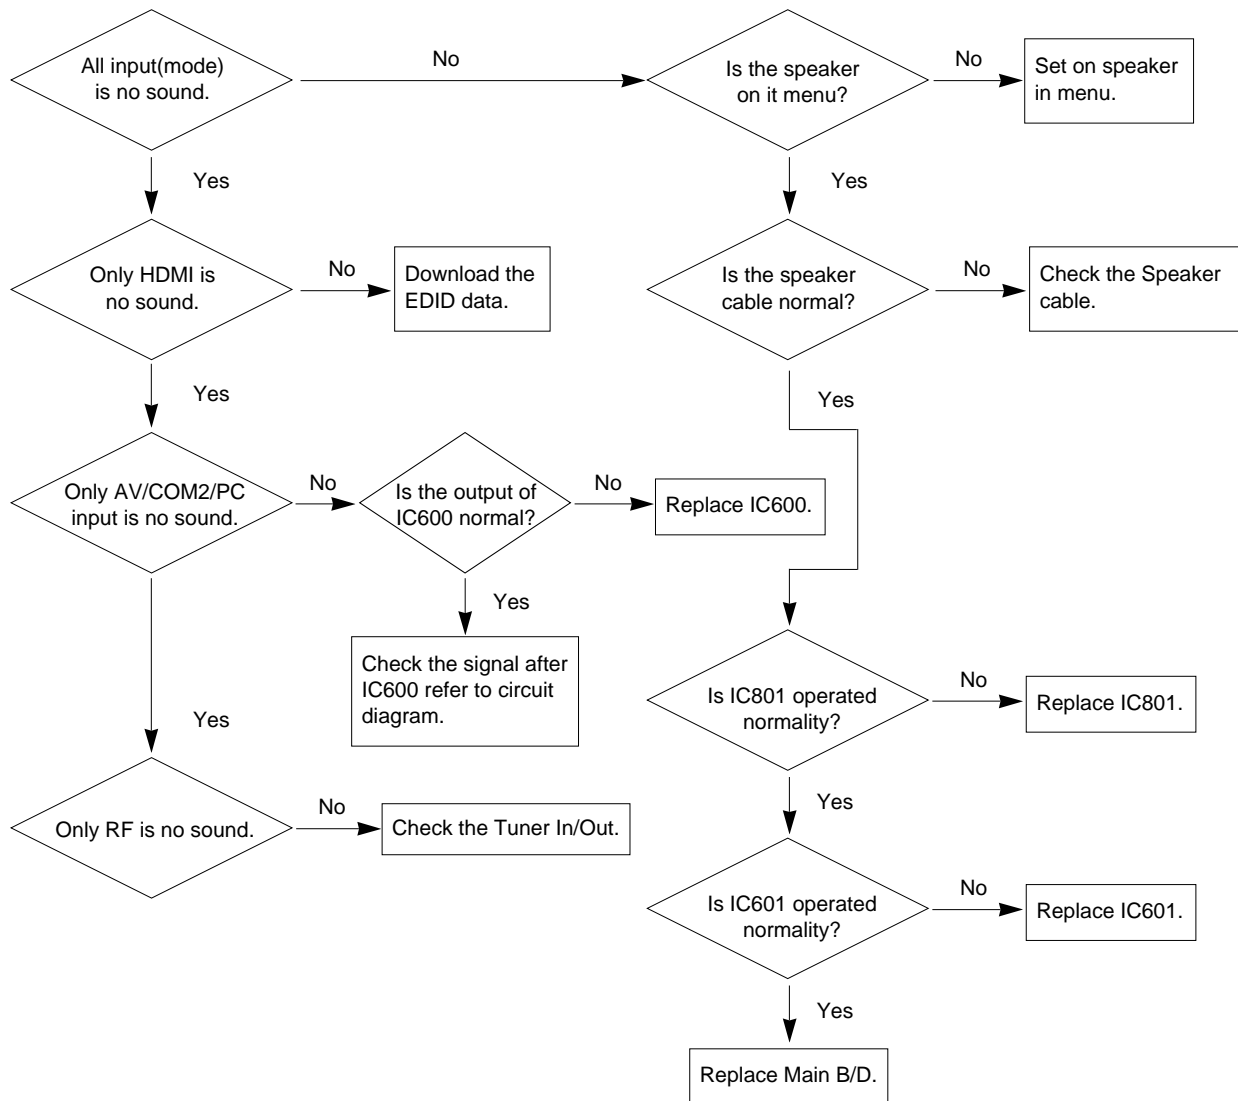 All input(mode)
is no sound.
No
Is the speaker
on it menu?
No
Set on speaker
in menu.
Yes
Yes
Only HDMI is
no sound.
No
Download the
EDID data.
Is the speaker
cable normal?
No
Check the Speaker
cable.
Yes
Yes
Only AV/COM2/PC
input is no sound.
No
Is the output of
IC600 normal?
No
Replace IC600.
Yes
Check the signal after
IC600 refer to circuit
diagram.
Is IC801 operated
normality?
No
Replace IC801.
Yes
Yes
Only RF is no sound.
No
Check the Tuner In/Out.
Is IC601 operated
normality?
No
Replace IC601.
Yes
Replace Main B/D.